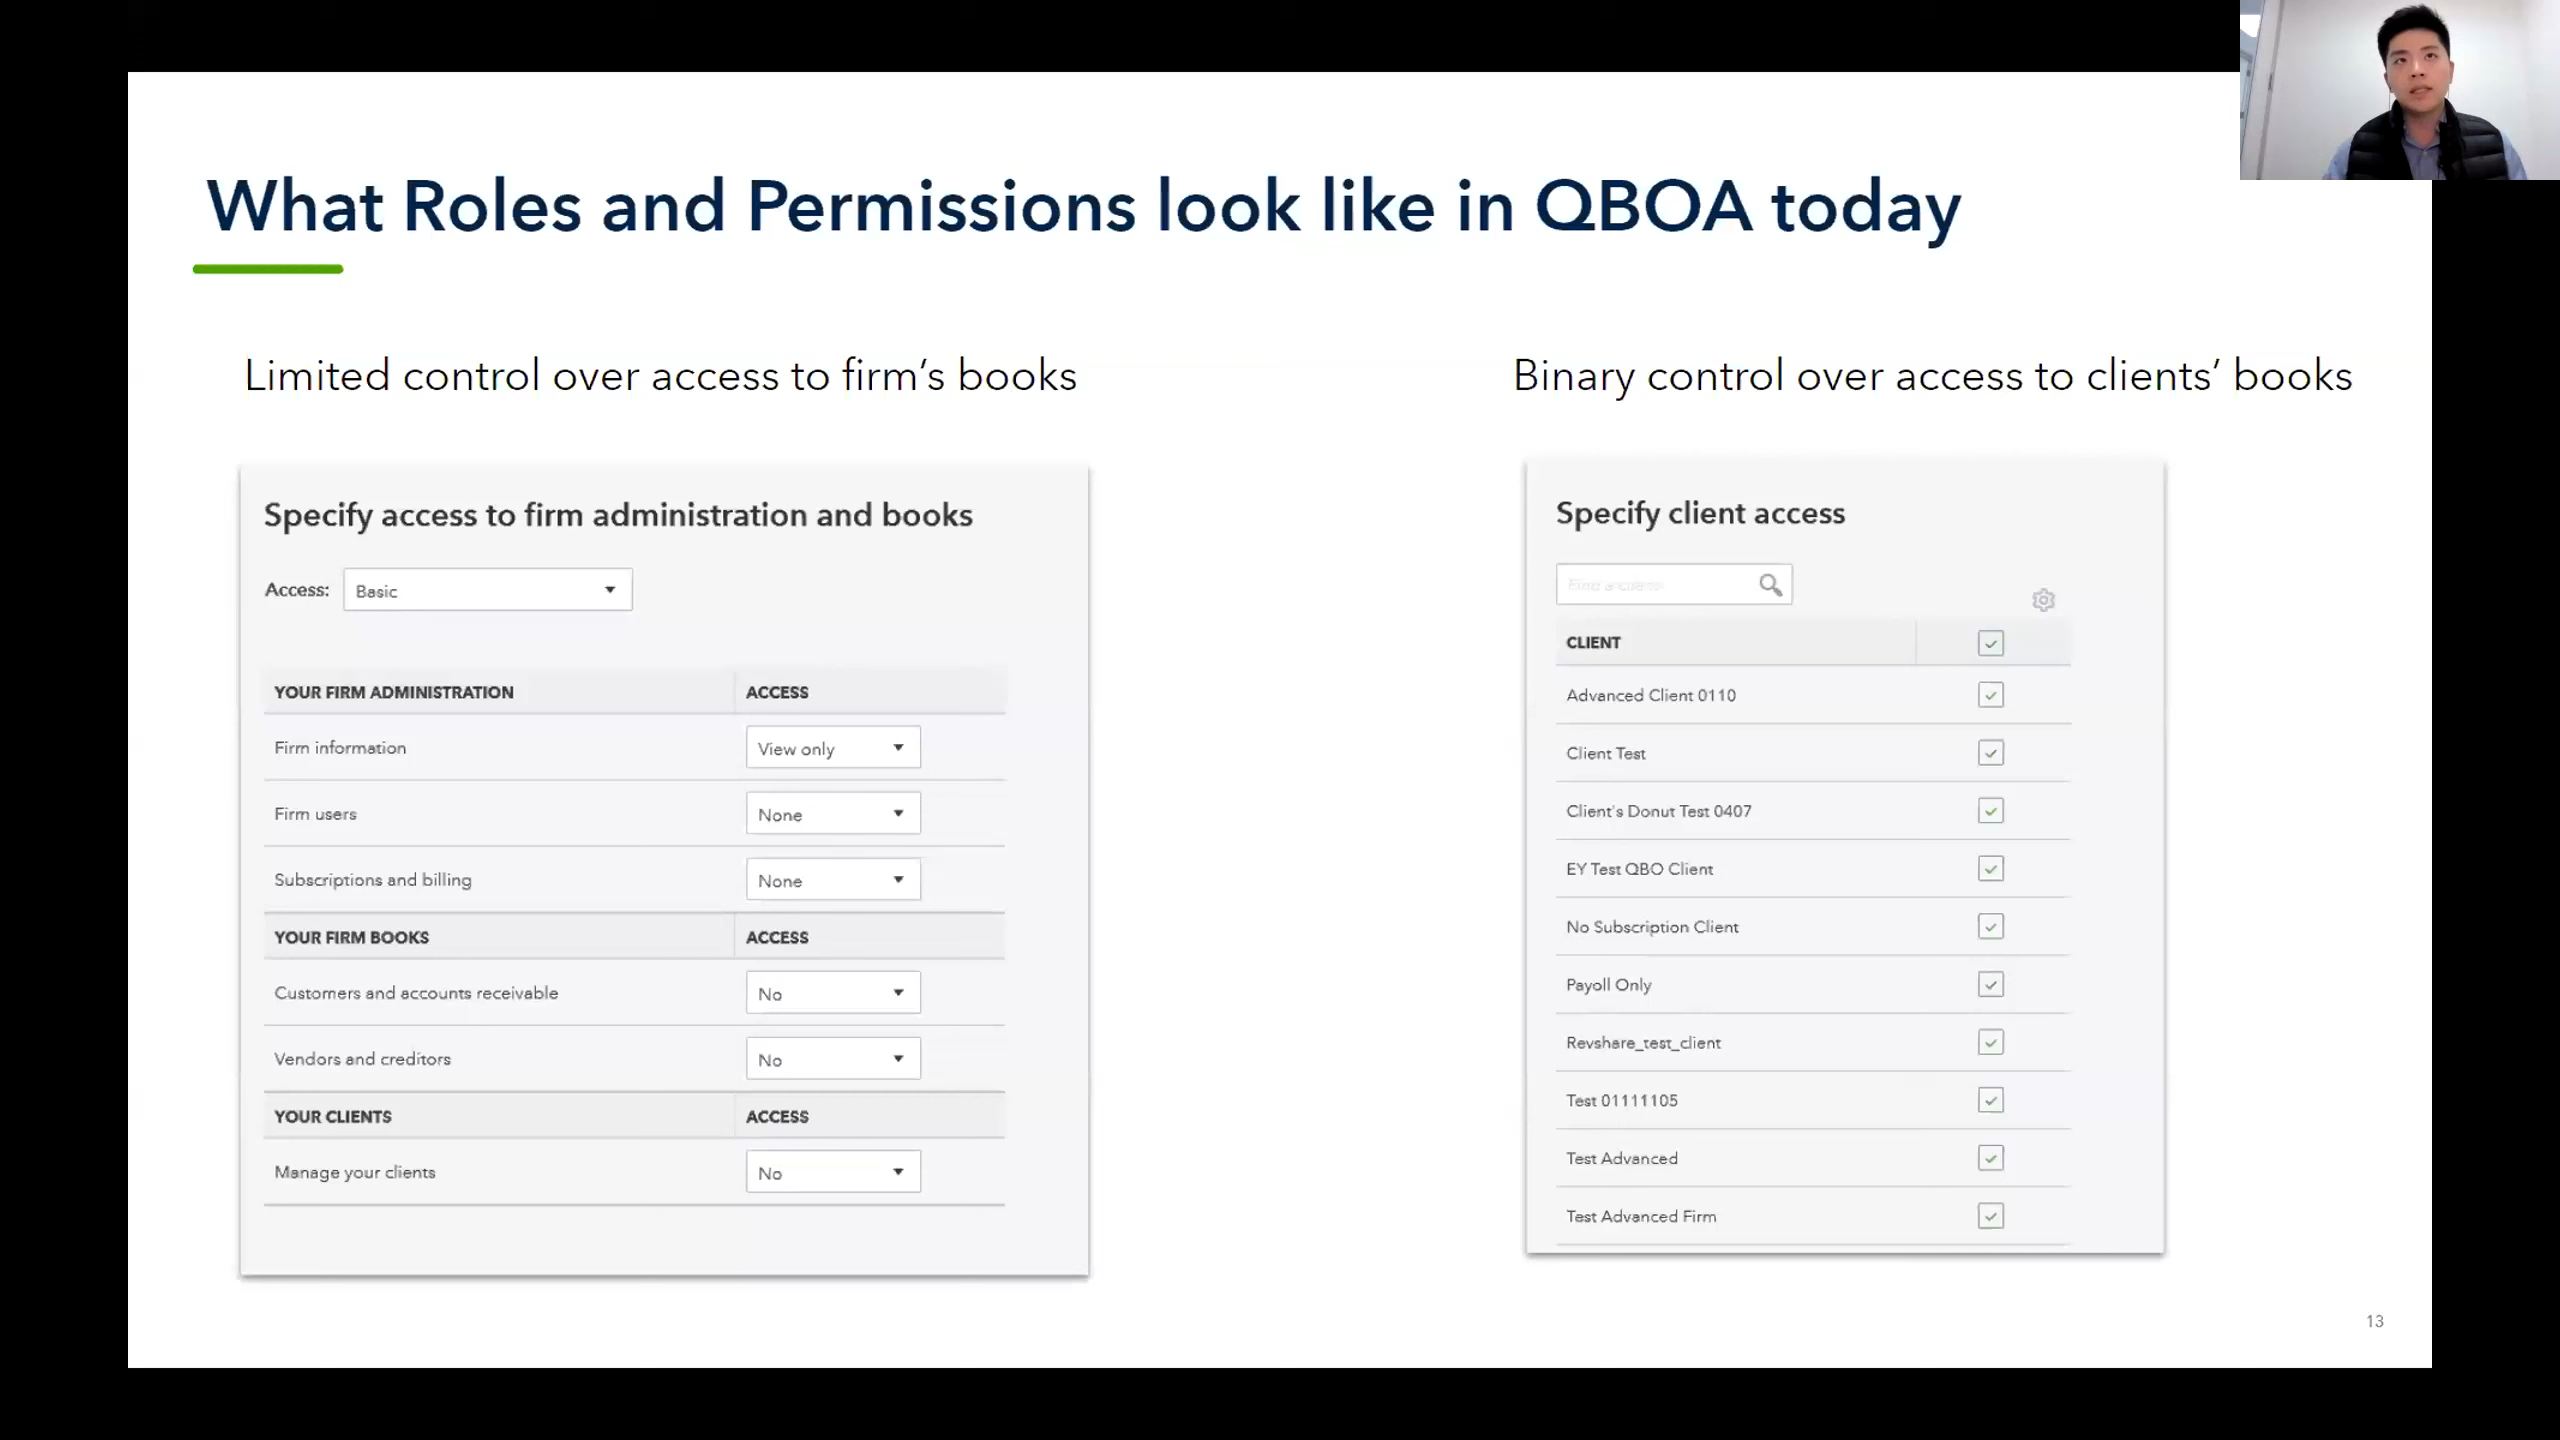 What Roles and Permissions look like in QBOA today
Limited control over access to firm's books
Specify access to firm administration and books
Access: Basic
YOUR FIRM ADMINISTRATION ACCESS
Firm information View only
Firm users None
Subscriptions and billing None
YOUR FIRM BOOKS ACCESS
Customers and accounts receivable No
Vendors and creditors No
YOUR CLIENTS ACCESS
Manage your clients No
Binary control over access to clients' books
Specify client access
CLIENT
Advanced Client 0110
Client Test
Client's Donut Test 0407
EY Test QBO Client
No Subscription Client
Payoll Only
Revshare_test_client
Test 01111105
Test Advanced
Test Advanced Firm
13